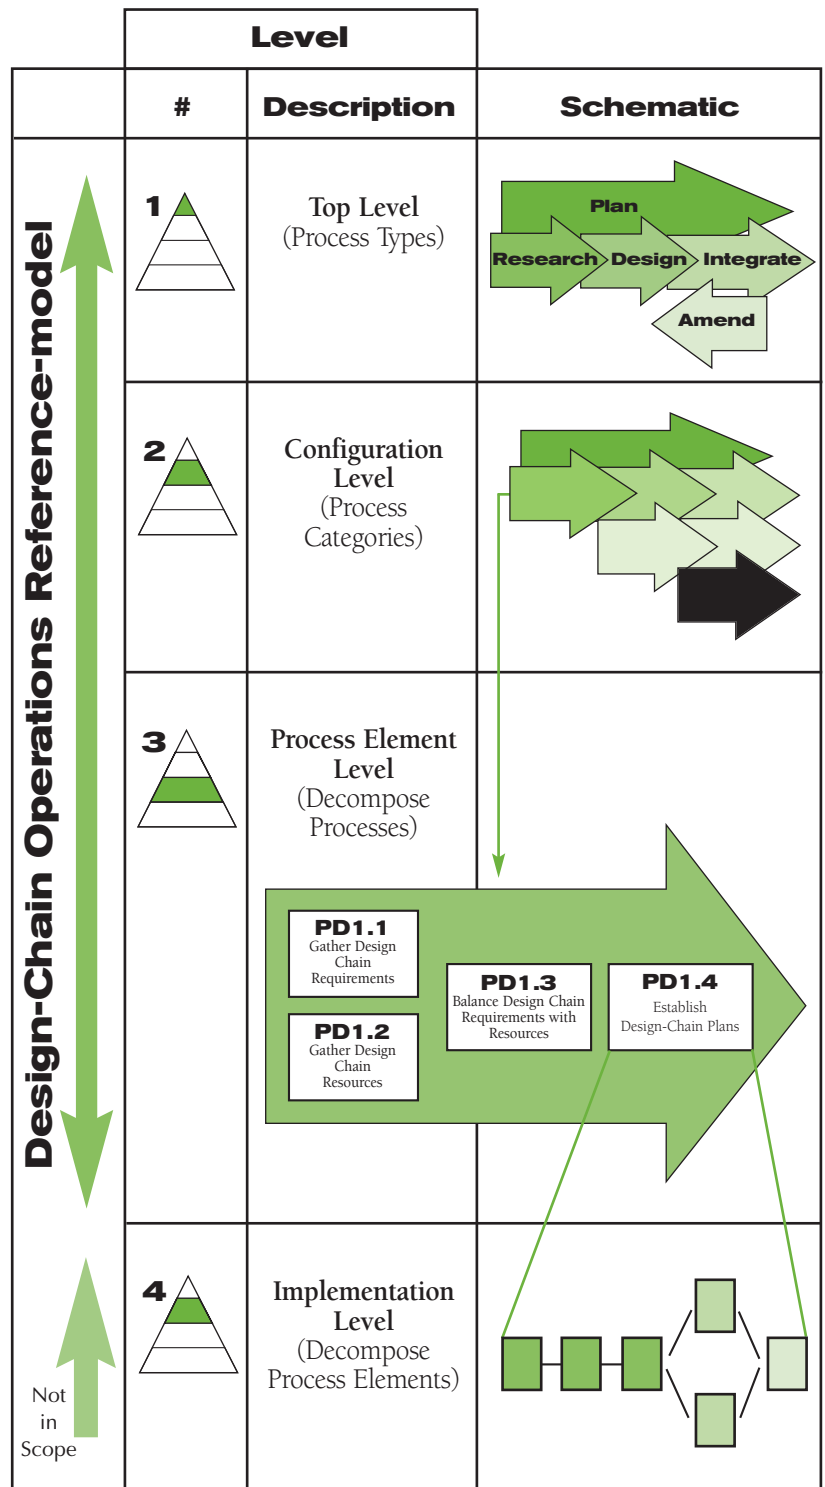 Level
#
Description
Schematic
Design-Chain Operations Reference-model
1
Top Level
(Process Types)
Plan
Research
Design
Integrate
Amend
2
Configuration
Level
(Process
Categories)
3
Process Element
Level
(Decompose
Processes)
PD1.1
Gather Design
Chain
Requirements
PD1.2
Gather Design
Chain
Resources
PD1.3
Balance Design Chain
Requirements with
Resources
PD1.4
Establish
Design-Chain Plans
4
Implementation
Level
(Decompose
Process Elements)
Not
in
Scope